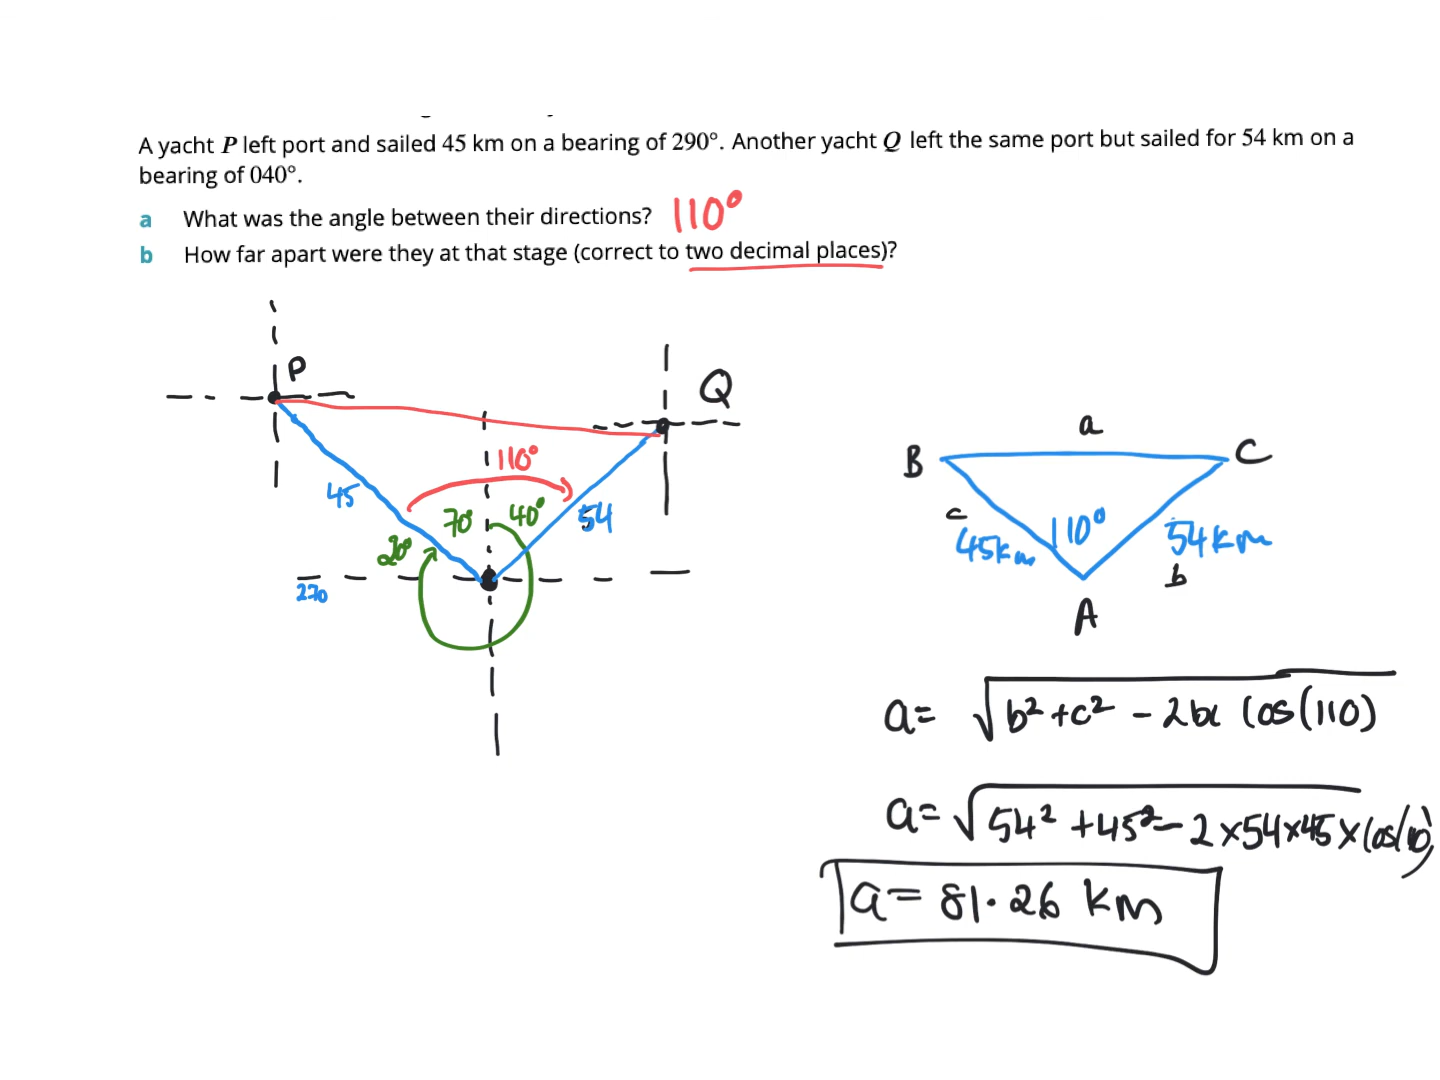 A yacht P left port and sailed 45 km on a bearing of 290°. Another yacht Q left the same port but sailed for 54 km on a
bearing of 040°.
a What was the angle between their directions? 110°
b How far apart were they at that stage (correct to two decimal places)?
P
Q
110°
45
70°
40°
54
20°
270
a
B
C
c
45km
110°
54km
b
A
a= √b²+c² - 2bc Cos(110)
a= √54² +45² - 2×54×45×Cos(110)
a= 81.26 km